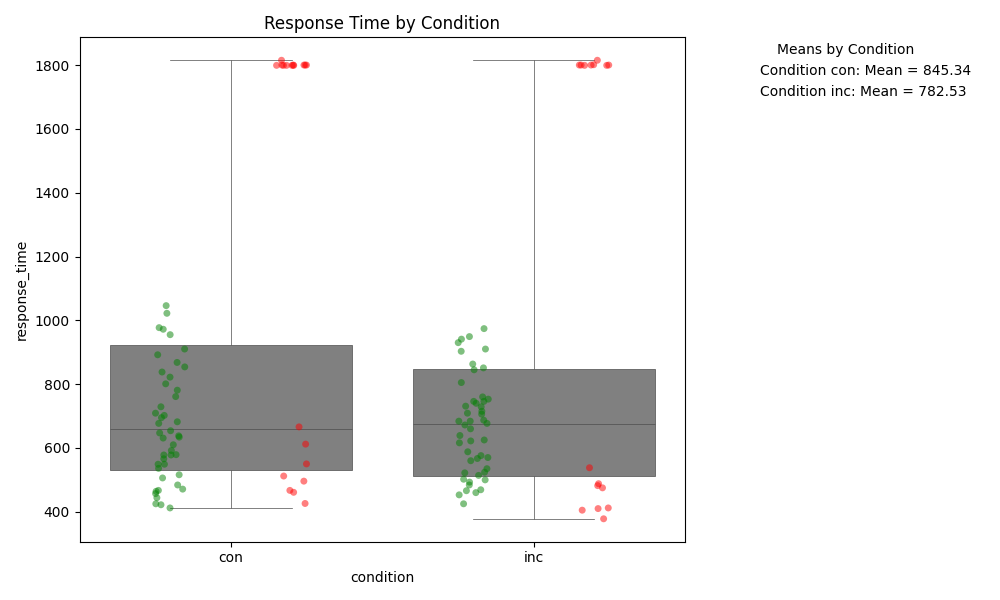 Response Time by Condition
Means by Condition
Condition con: Mean = 845.34
Condition inc: Mean = 782.53
1800
1600
1400
1200
1000
800
600
400
response_time
con
inc
condition